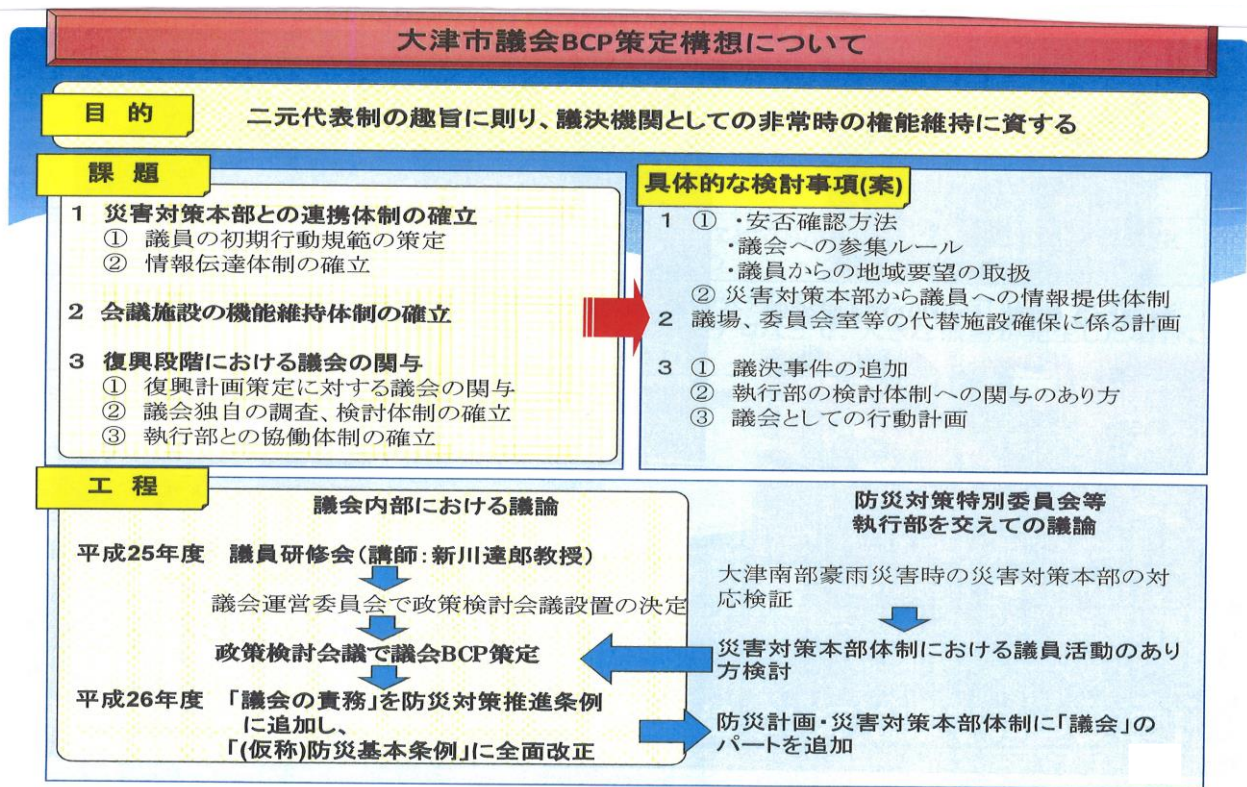 大津市議会BCP策定構想について
目 的
二元代表制の趣旨に則り、議決機関としての非常時の権能維持に資する
課 題
1 災害対策本部との連携体制の確立
① 議員の初期行動規範の策定
② 情報伝達体制の確立
2 会議施設の機能維持体制の確立
3 復興段階における議会の関与
① 復興計画策定に対する議会の関与
② 議会独自の調査、検討体制の確立
③ 執行部との協働体制の確立
具体的な検討事項(案)
1 ① ・安否確認方法
・議会への参集ルール
・議員からの地域要望の取扱
② 災害対策本部から議員への情報提供体制
2 議場、委員会室等の代替施設確保に係る計画
3 ① 議決事件の追加
② 執行部の検討体制への関与のあり方
③ 議会としての行動計画
工 程
議会内部における議論
平成25年度 議員研修会(講師:新川達郎教授)
議会運営委員会で政策検討会議設置の決定
政策検討会議で議会BCP策定
平成26年度 「議会の責務」を防災対策推進条例
に追加し、
「(仮称)防災基本条例」に全面改正
防災対策特別委員会等
執行部を交えての議論
大津南部豪雨災害時の災害対策本部の対
応検証
災害対策本部体制における議員活動のあり
方検討
防災計画・災害対策本部体制に「議会」の
パートを追加